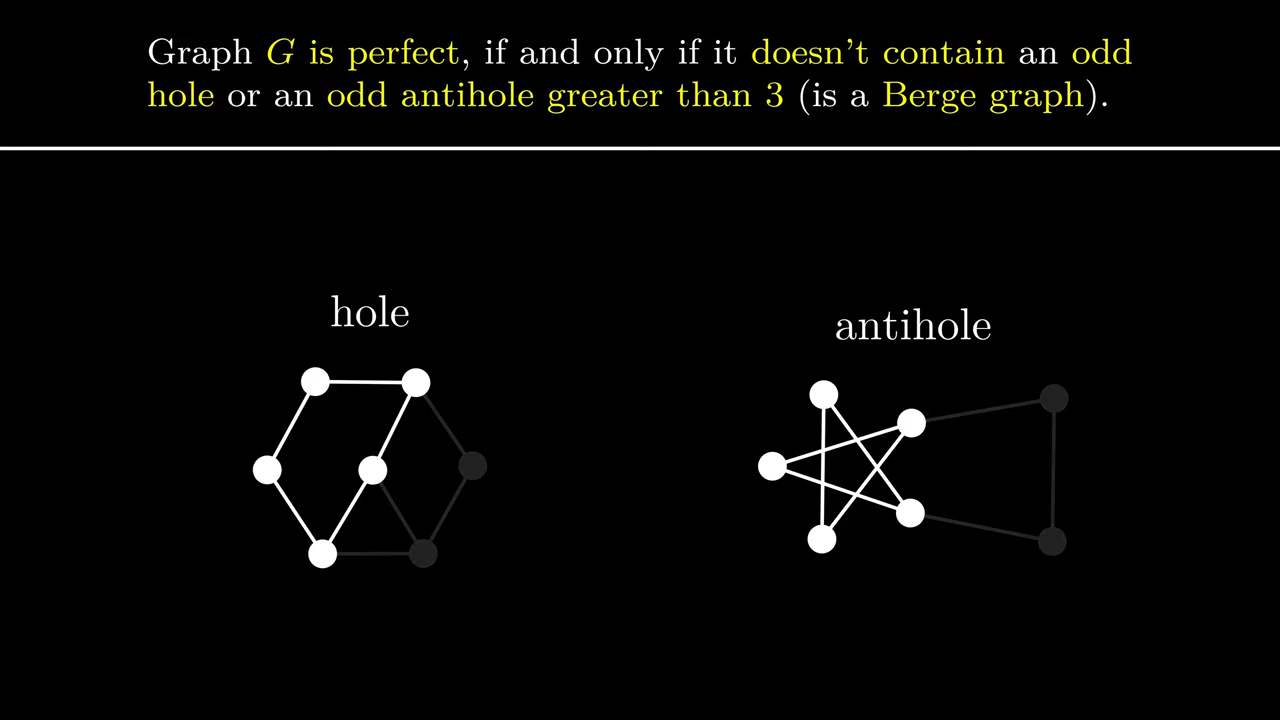 Graph G is perfect, if and only if it doesn't contain an odd
hole or an odd antihole greater than 3 (is a Berge graph).
hole
antihole